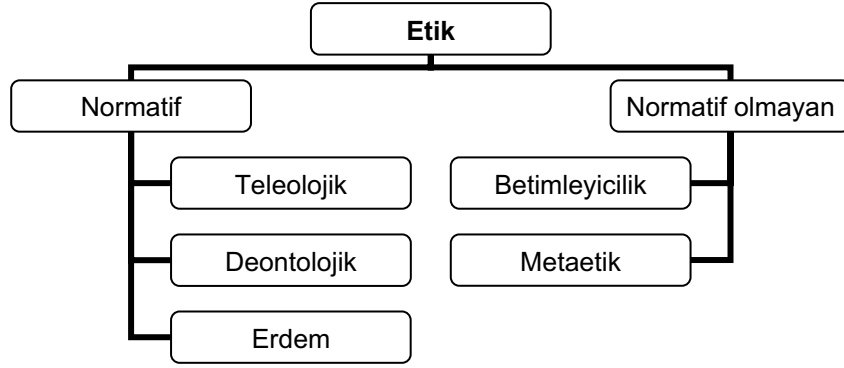 Etik
Normatif
Normatif olmayan
Teleolojik
Betimleyicilik
Deontolojik
Metaetik
Erdem